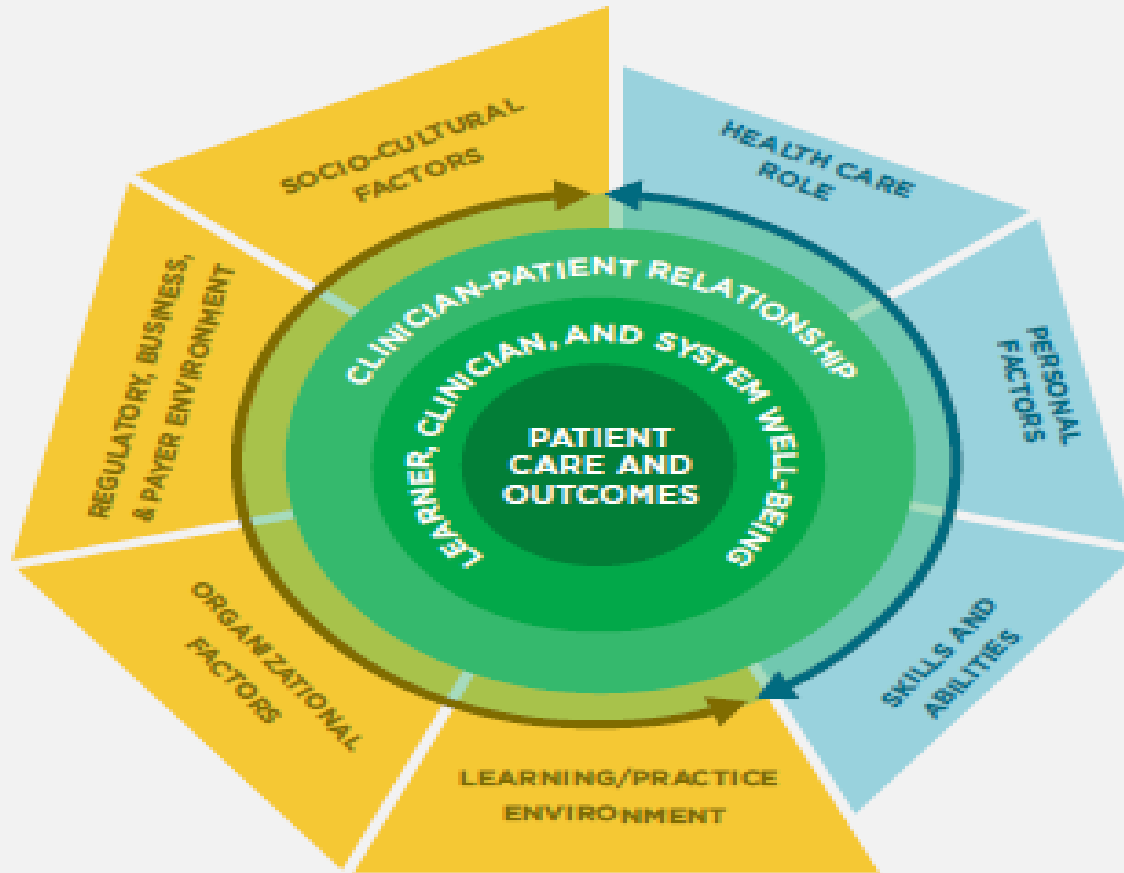 SOCIO-CULTURAL
FACTORS
HEALTH CARE
ROLE
REGULATORY, BUSINESS,
& PAYER ENVIRONMENT
PERSONAL
FACTORS
CLINICIAN-PATIENT RELATIONSHIP
LEARNER, CLINICIAN, AND SYSTEM WELL-BEING
PATIENT
CARE AND
OUTCOMES
ORGANIZATIONAL
FACTORS
SKILLS AND
ABILITIES
LEARNING/PRACTICE
ENVIRONMENT